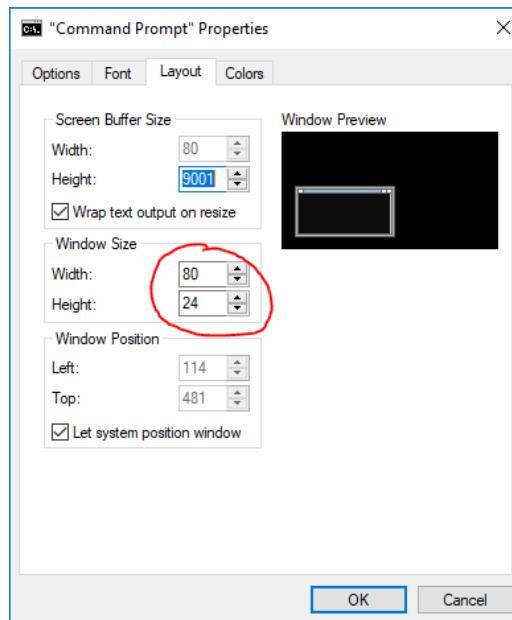 C:\. "Command Prompt" Properties
Options Font Layout Colors
Screen Buffer Size
Width: 80
Height: 9001
Wrap text output on resize
Window Size
Width: 80
Height: 24
Window Position
Left: 114
Top: 481
Let system position window
Window Preview
OK Cancel